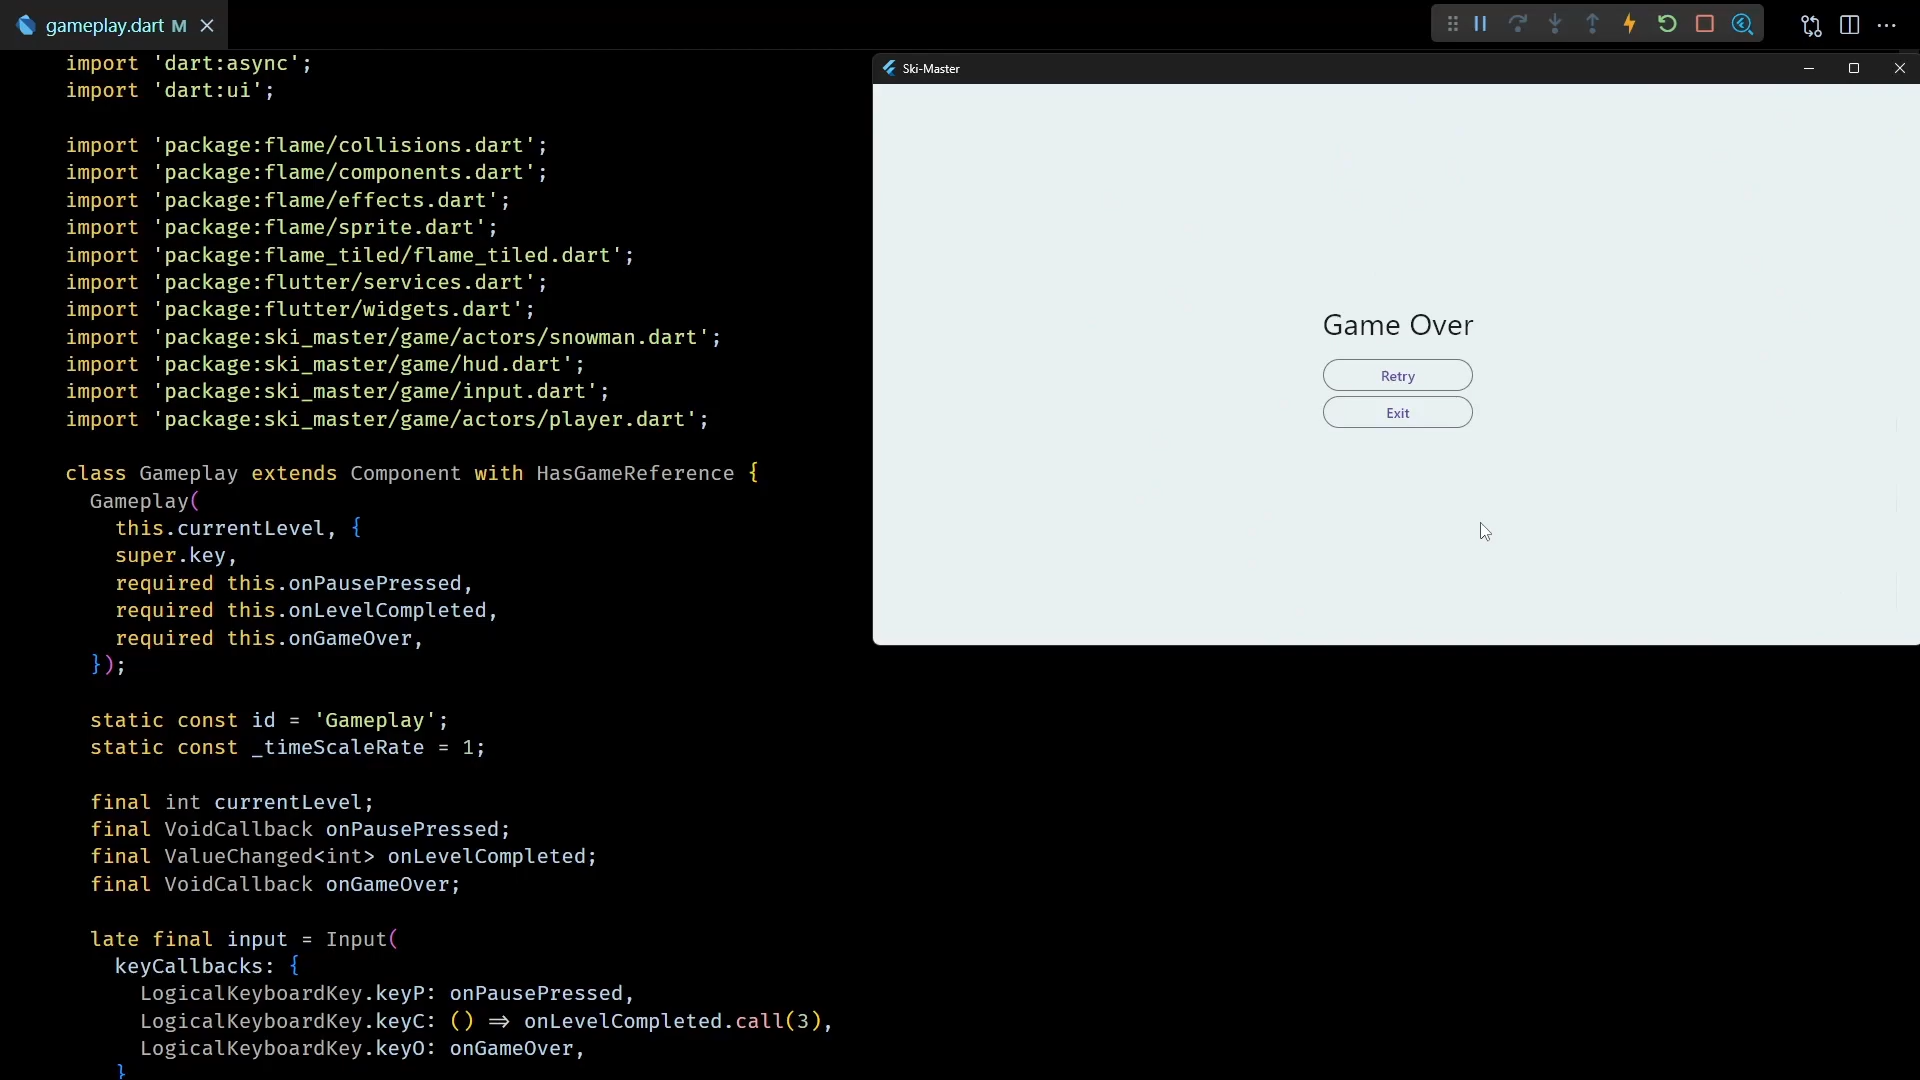 gameplay.dart M
import 'dart:async';
import 'dart:ui';
import 'package:flame/collisions.dart';
import 'package:flame/components.dart';
import 'package:flame/effects.dart';
import 'package:flame/sprite.dart';
import 'package:flame_tiled/flame_tiled.dart';
import 'package:flutter/services.dart';
import 'package:flutter/widgets.dart';
import 'package:ski_master/game/actors/snowman.dart';
import 'package:ski_master/game/hud.dart';
import 'package:ski_master/game/input.dart';
import 'package:ski_master/game/actors/player.dart';
class Gameplay extends Component with HasGameReference {
Gameplay(
this.currentLevel, {
super.key,
required this.onPausePressed,
required this.onLevelCompleted,
required this.onGameOver,
});
static const id = 'Gameplay';
static const _timeScaleRate = 1;
final int currentLevel;
final VoidCallback onPausePressed;
final ValueChanged<int> onLevelCompleted;
final VoidCallback onGameOver;
late final input = Input(
keyCallbacks: {
LogicalKeyboardKey.keyP: onPausePressed,
LogicalKeyboardKey.keyC: () => onLevelCompleted.call(3),
LogicalKeyboardKey.keyO: onGameOver,
}
Ski-Master
Game Over
Retry
Exit